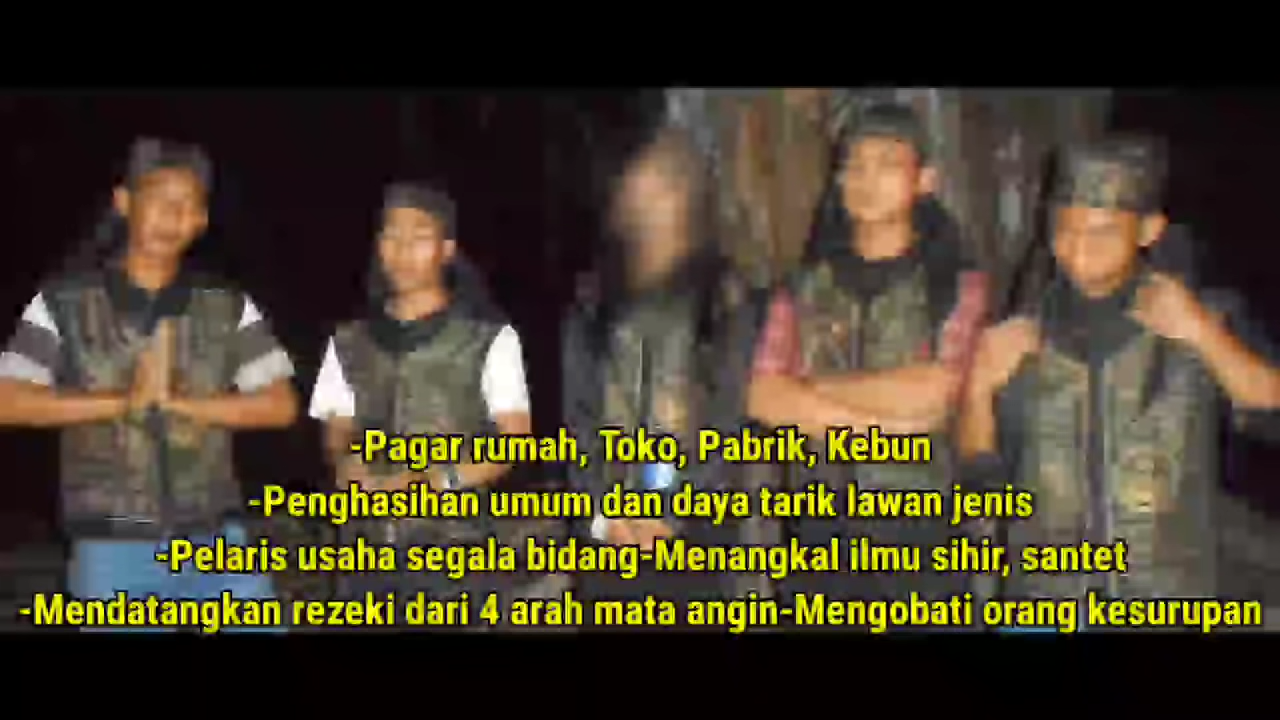 -Pagar rumah, Toko, Pabrik, Kebun
-Penghasihan umum dan daya tarik lawan jenis
-Pelaris usaha segala bidang-Menangkal ilmu sihir, santet
-Mendatangkan rezeki dari 4 arah mata angin-Mengobati orang kesurupan